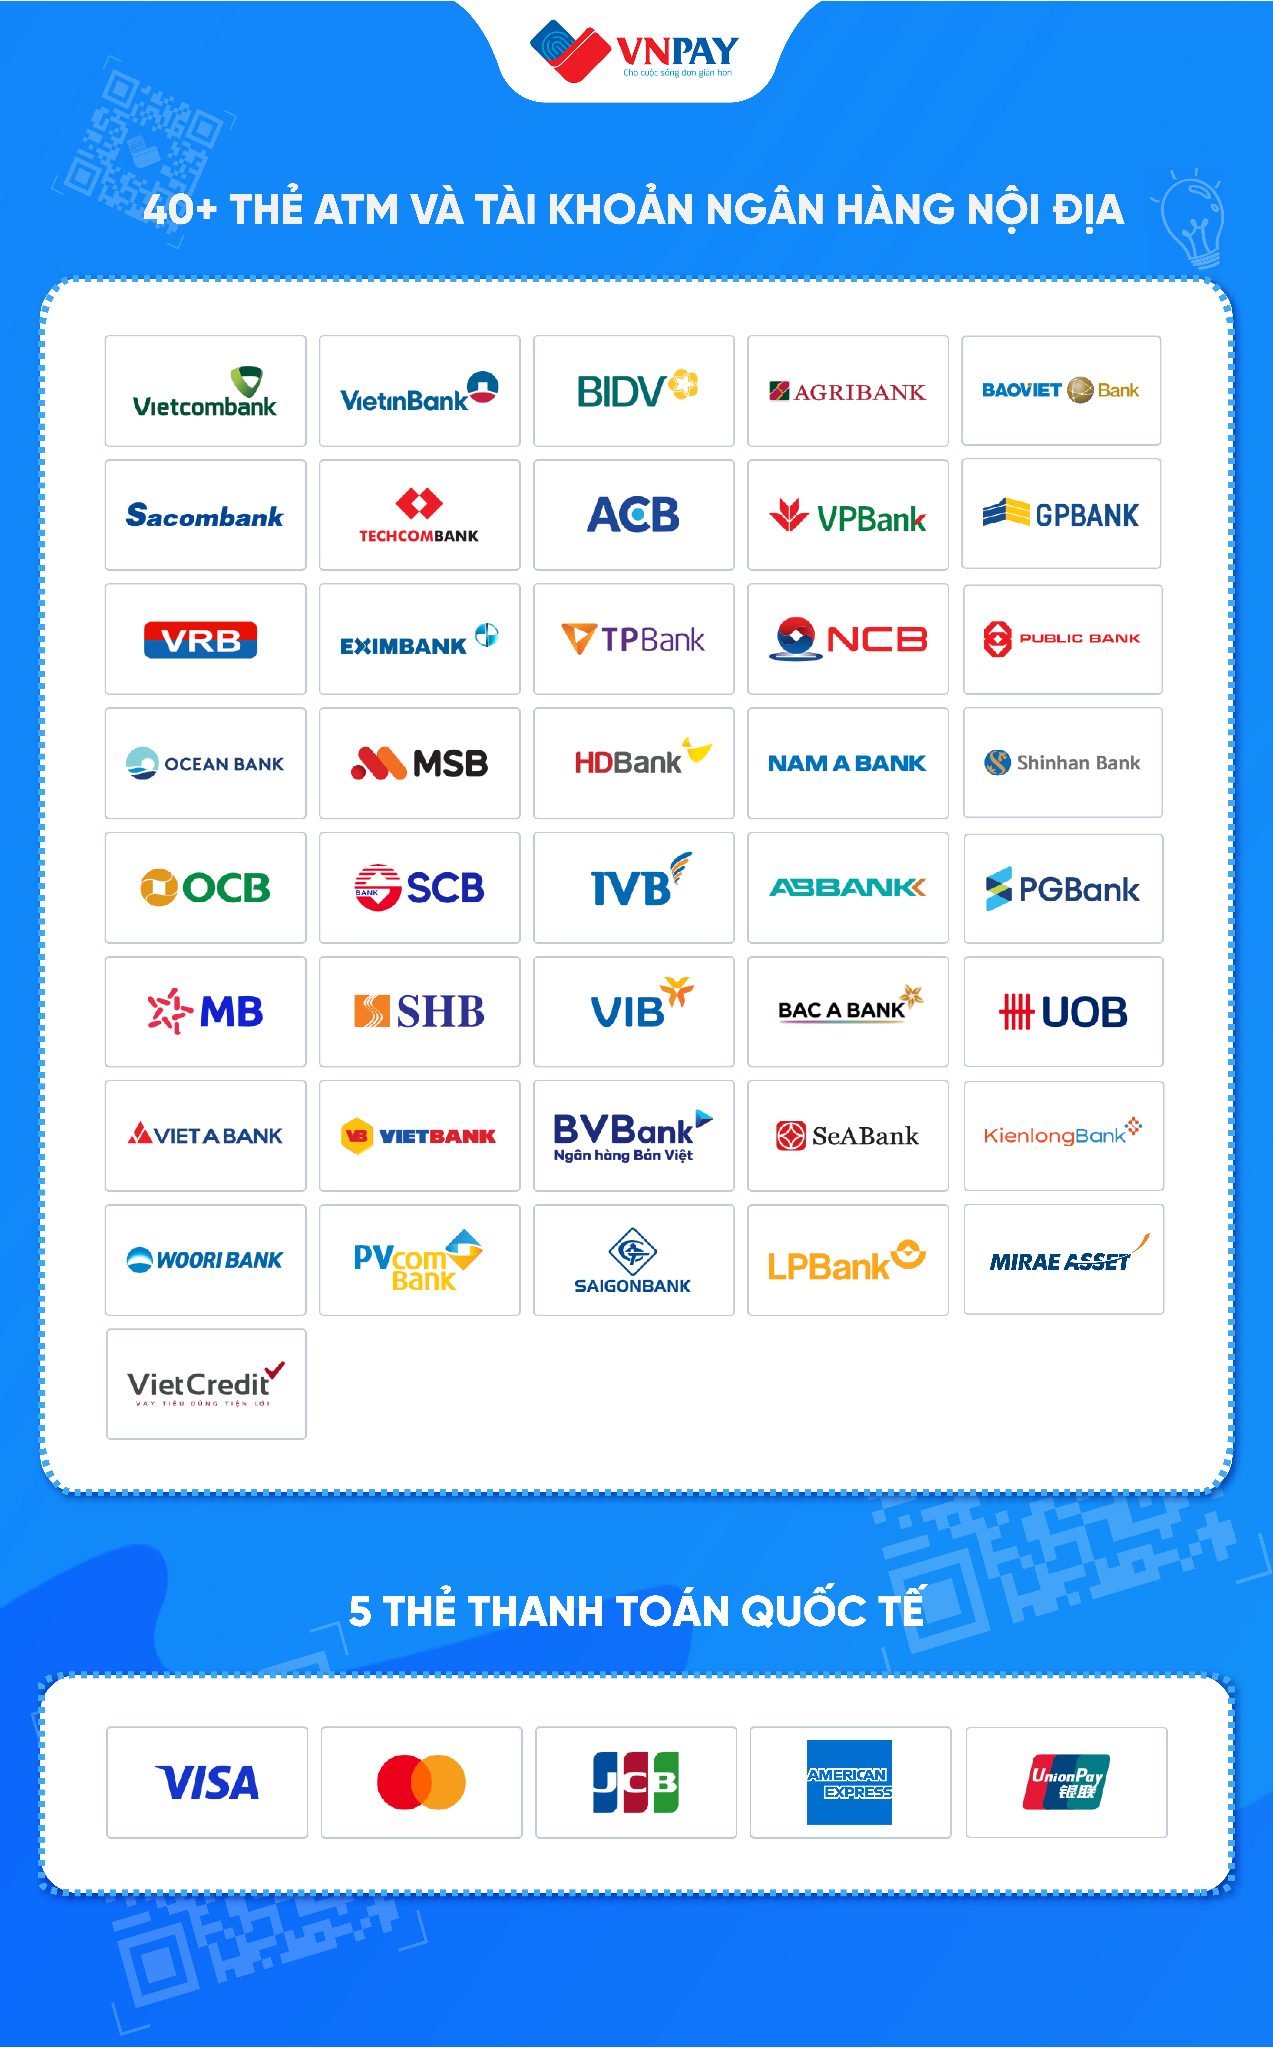 VNPAY
Cho cuộc sống đơn giản hơn
40+ THẺ ATM VÀ TÀI KHOẢN NGÂN HÀNG NỘI ĐỊA
Vietcombank
VietinBank
BIDV
AGRIBANK
BAOVIET Bank
Sacombank
TECHCOMBANK
ACB
VPBank
GPBANK
VRB
EXIMBANK
TPBank
NCB
PUBLIC BANK
OCEAN BANK
MSB
HDBank
NAM A BANK
Shinhan Bank
OCB
BANK SCB
IVB
ABBANK
PGBank
MB
SHB
VIB
BAC A BANK
UOB
VIET A BANK
VB VIETBANK
BVBank
Ngân hàng Bản Việt
SeABank
KienlongBank
WOORI BANK
PVcom
Bank
SAIGONBANK
LPBank
MIRAE ASSET
VietCredit
VAY TIÊU DÙNG TIỆN LỢI
5 THẺ THANH TOÁN QUỐC TẾ
VISA
JCB
AMERICAN
EXPRESS
UnionPay
银联